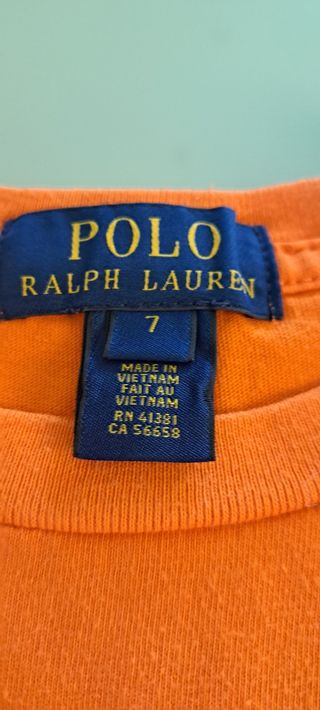 POLO
RALPH LAUREN
7
MADE IN
VIETNAM
FAIT AU
VIETNAM
RN 41381
CA 56658